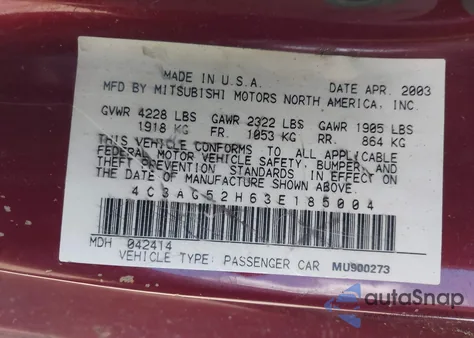 MADE IN U.S.A. DATE APR. 2003
MFD BY MITSUBISHI MOTORS NORTH AMERICA, INC.
GVWR 4228 LBS GAWR 2322 LBS GAWR 1905 LBS
1918 KG FR. 1053 KG RR. 864 KG
THIS VEHICLE CONFORMS TO ALL APPLICABLE
FEDERAL MOTOR VEHICLE SAFETY, BUMPER, AND
THEFT PREVENTION STANDARDS IN EFFECT ON
THE DATE OF MANUFACTURE SHOWN ABOVE.
4C3AG52H63E185004
MDH 042414
VEHICLE TYPE: PASSENGER CAR MU900273
autoSnap